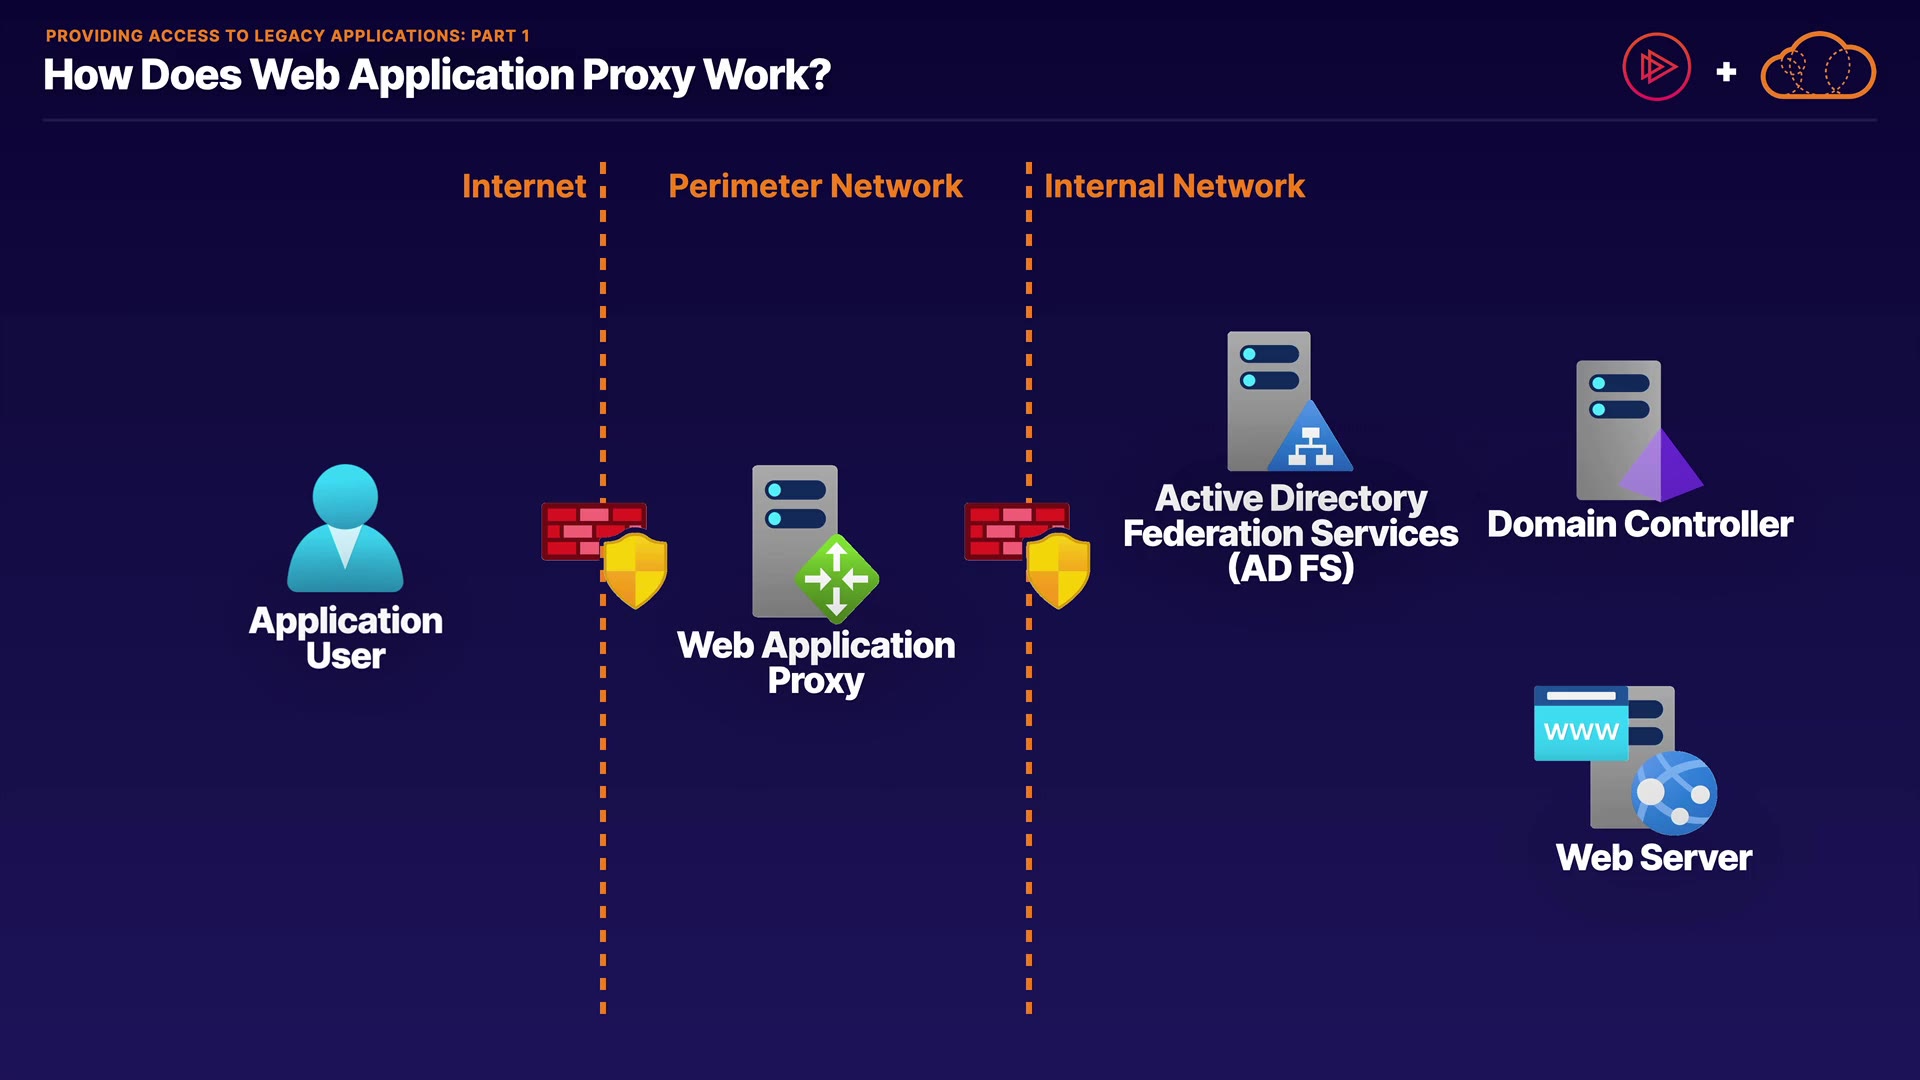 PROVIDING ACCESS TO LEGACY APPLICATIONS: PART 1
How Does Web Application Proxy Work?
Internet
Perimeter Network
Internal Network
Application
User
Web Application
Proxy
Active Directory
Federation Services
(AD FS)
Domain Controller
www
Web Server